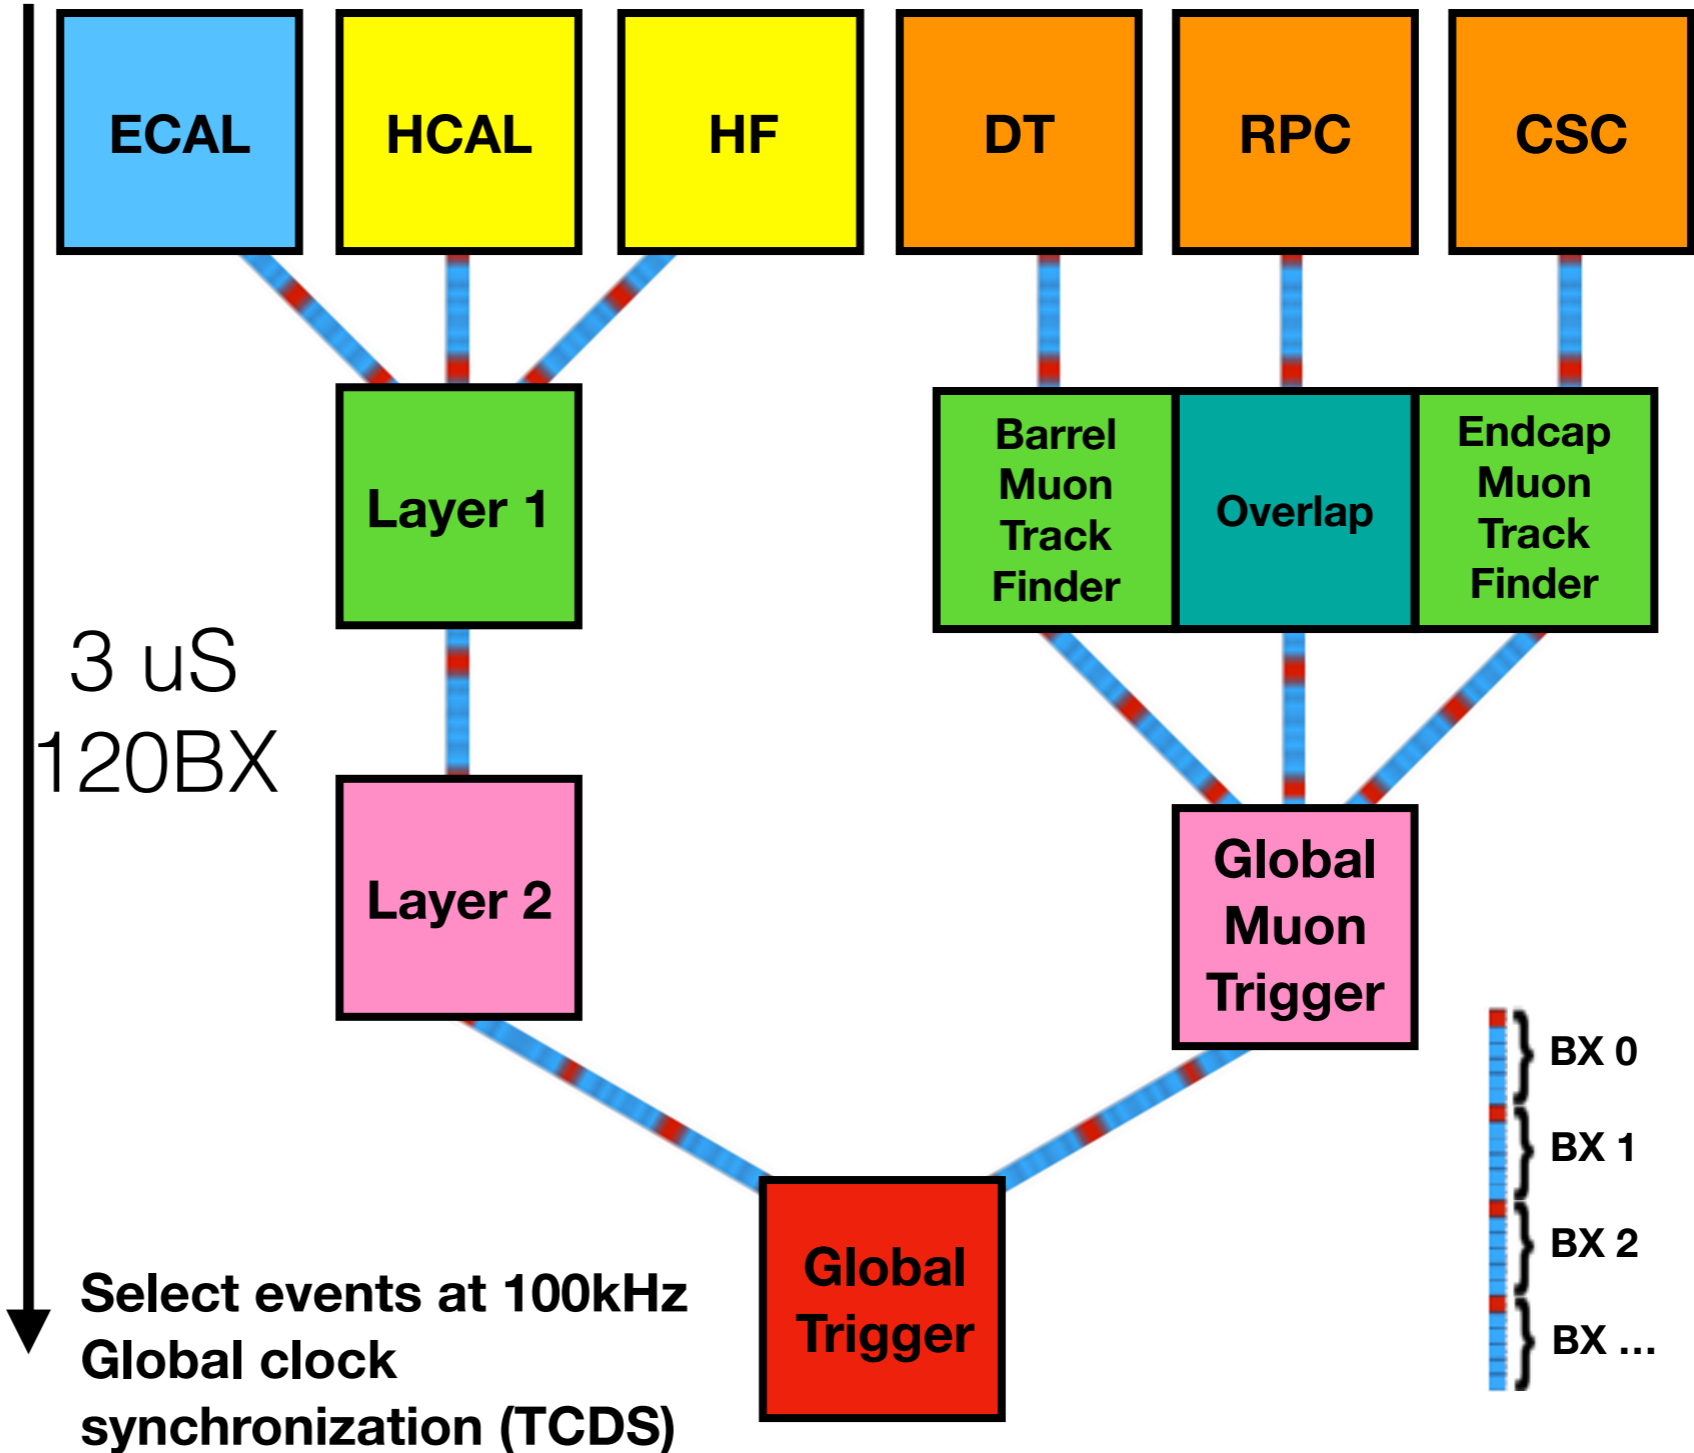 ECAL
HCAL
HF
DT
RPC
CSC
Layer 1
Barrel
Muon
Track
Finder
Overlap
Endcap
Muon
Track
Finder
3 uS
120BX
Layer 2
Global
Muon
Trigger
BX 0
BX 1
BX 2
BX ...
Global
Trigger
Select events at 100kHz
Global clock
synchronization (TCDS)